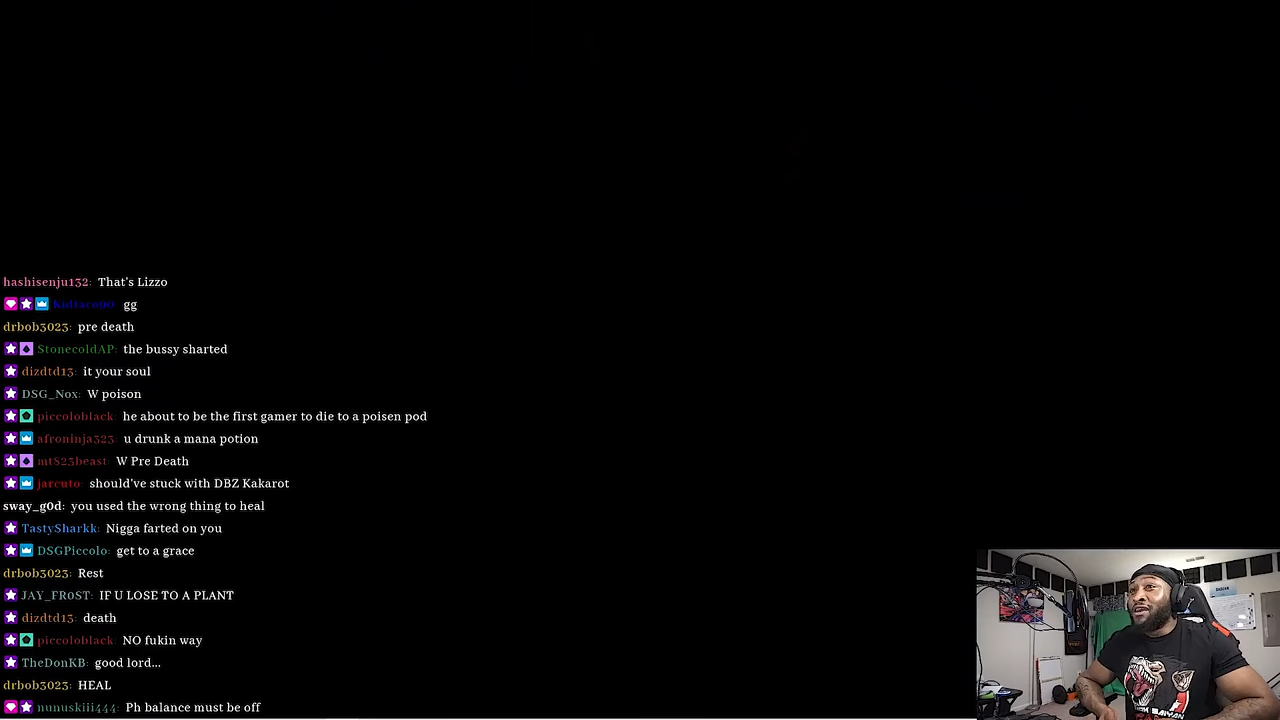 hashisenju132: That's Lizzo
Kidtaco00 gg
drbob3023: pre death
StonecoldAP: the bussy sharted
dizdtd13: it your soul
DSG_Nox: W poison
piccoloblack: he about to be the first gamer to die to a poisen pod
afroninja323: u drunk a mana potion
mt823beast: W Pre Death
jarcuto: should've stuck with DBZ Kakarot
sway_g0d: you used the wrong thing to heal
TastySharkk: Nigga farted on you
DSGPiccolo: get to a grace
drbob3023: Rest
JAY_FR0ST: IF U LOSE TO A PLANT
dizdtd13: death
piccoloblack: NO fukin way
TheDonKB: good lord...
drbob3023: HEAL
nunuskiii444: Ph balance must be off